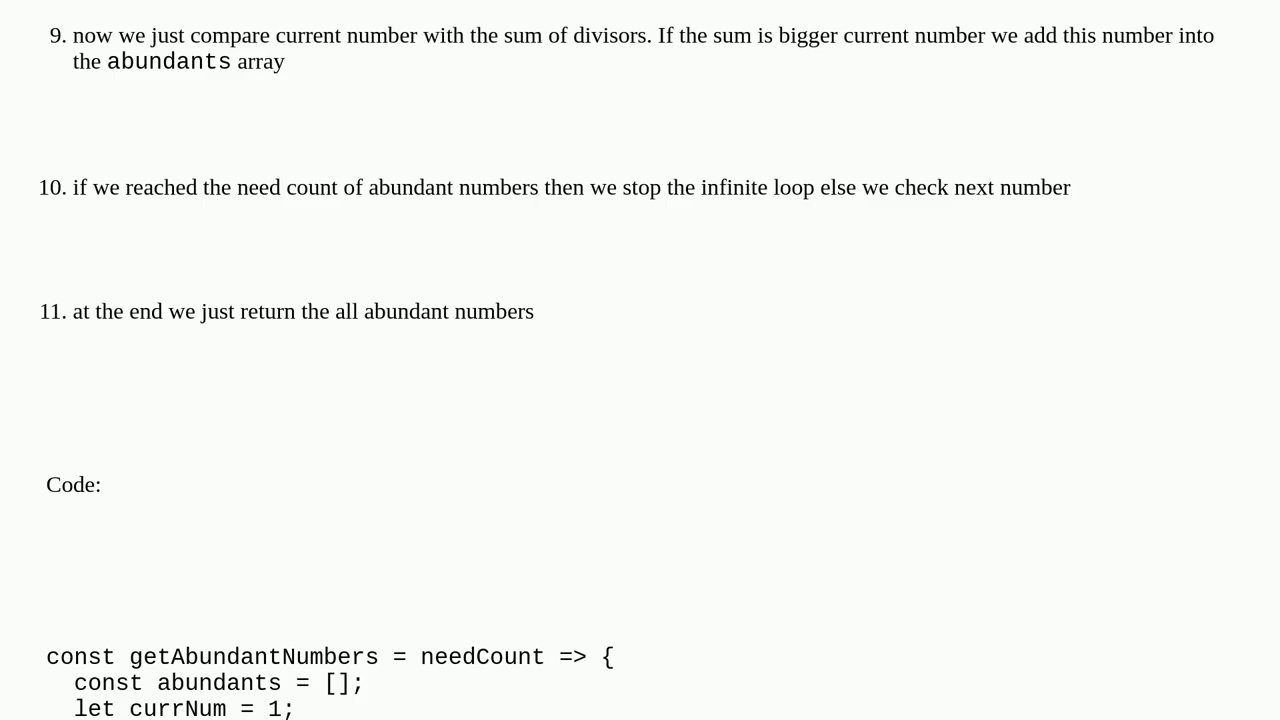 9. now we just compare current number with the sum of divisors. If the sum is bigger current number we add this number into
the abundants array
10. if we reached the need count of abundant numbers then we stop the infinite loop else we check next number
11. at the end we just return the all abundant numbers
Code:
const getAbundantNumbers = needCount => {
  const abundants = [];
  let currNum = 1;